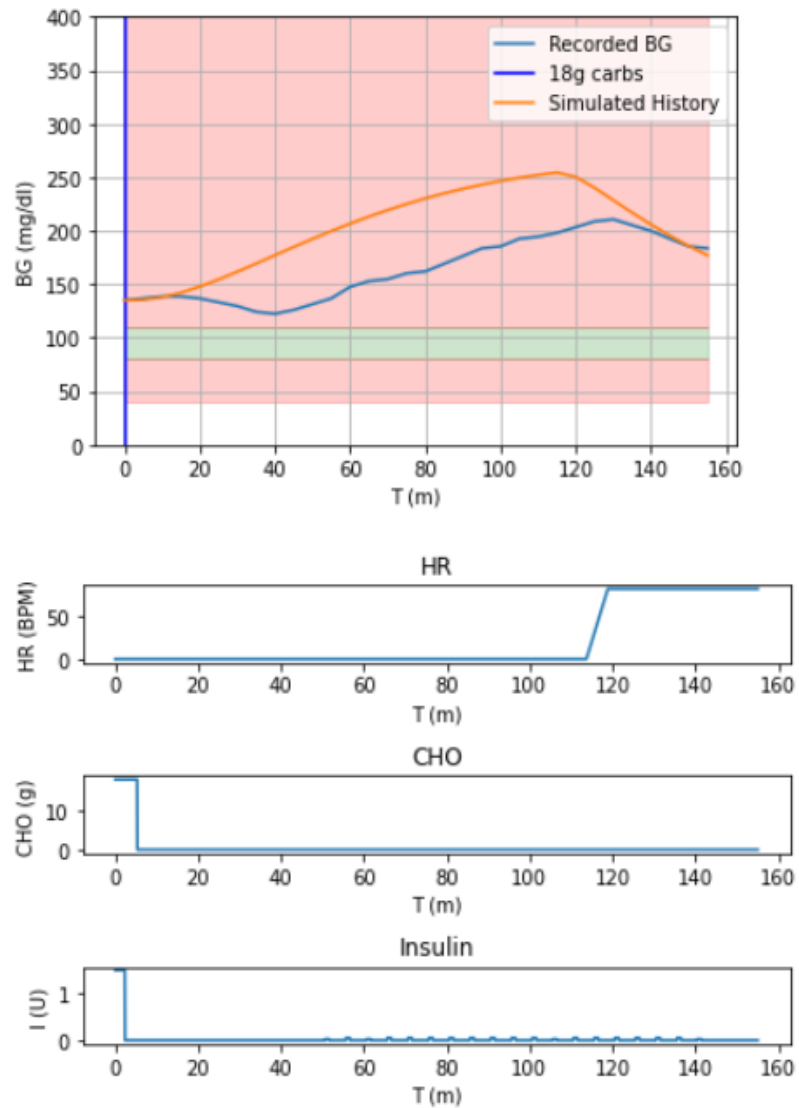 400
350
300
250
200
150
100
50
0
BG (mg/dl)
Recorded BG
18g carbs
Simulated History
0 20 40 60 80 100 120 140 160
T (m)
HR
HR (BPM)
50
0
0 20 40 60 80 100 120 140 160
T (m)
CHO
CHO (g)
10
0
0 20 40 60 80 100 120 140 160
T (m)
Insulin
I (U)
1
0
0 20 40 60 80 100 120 140 160
T (m)